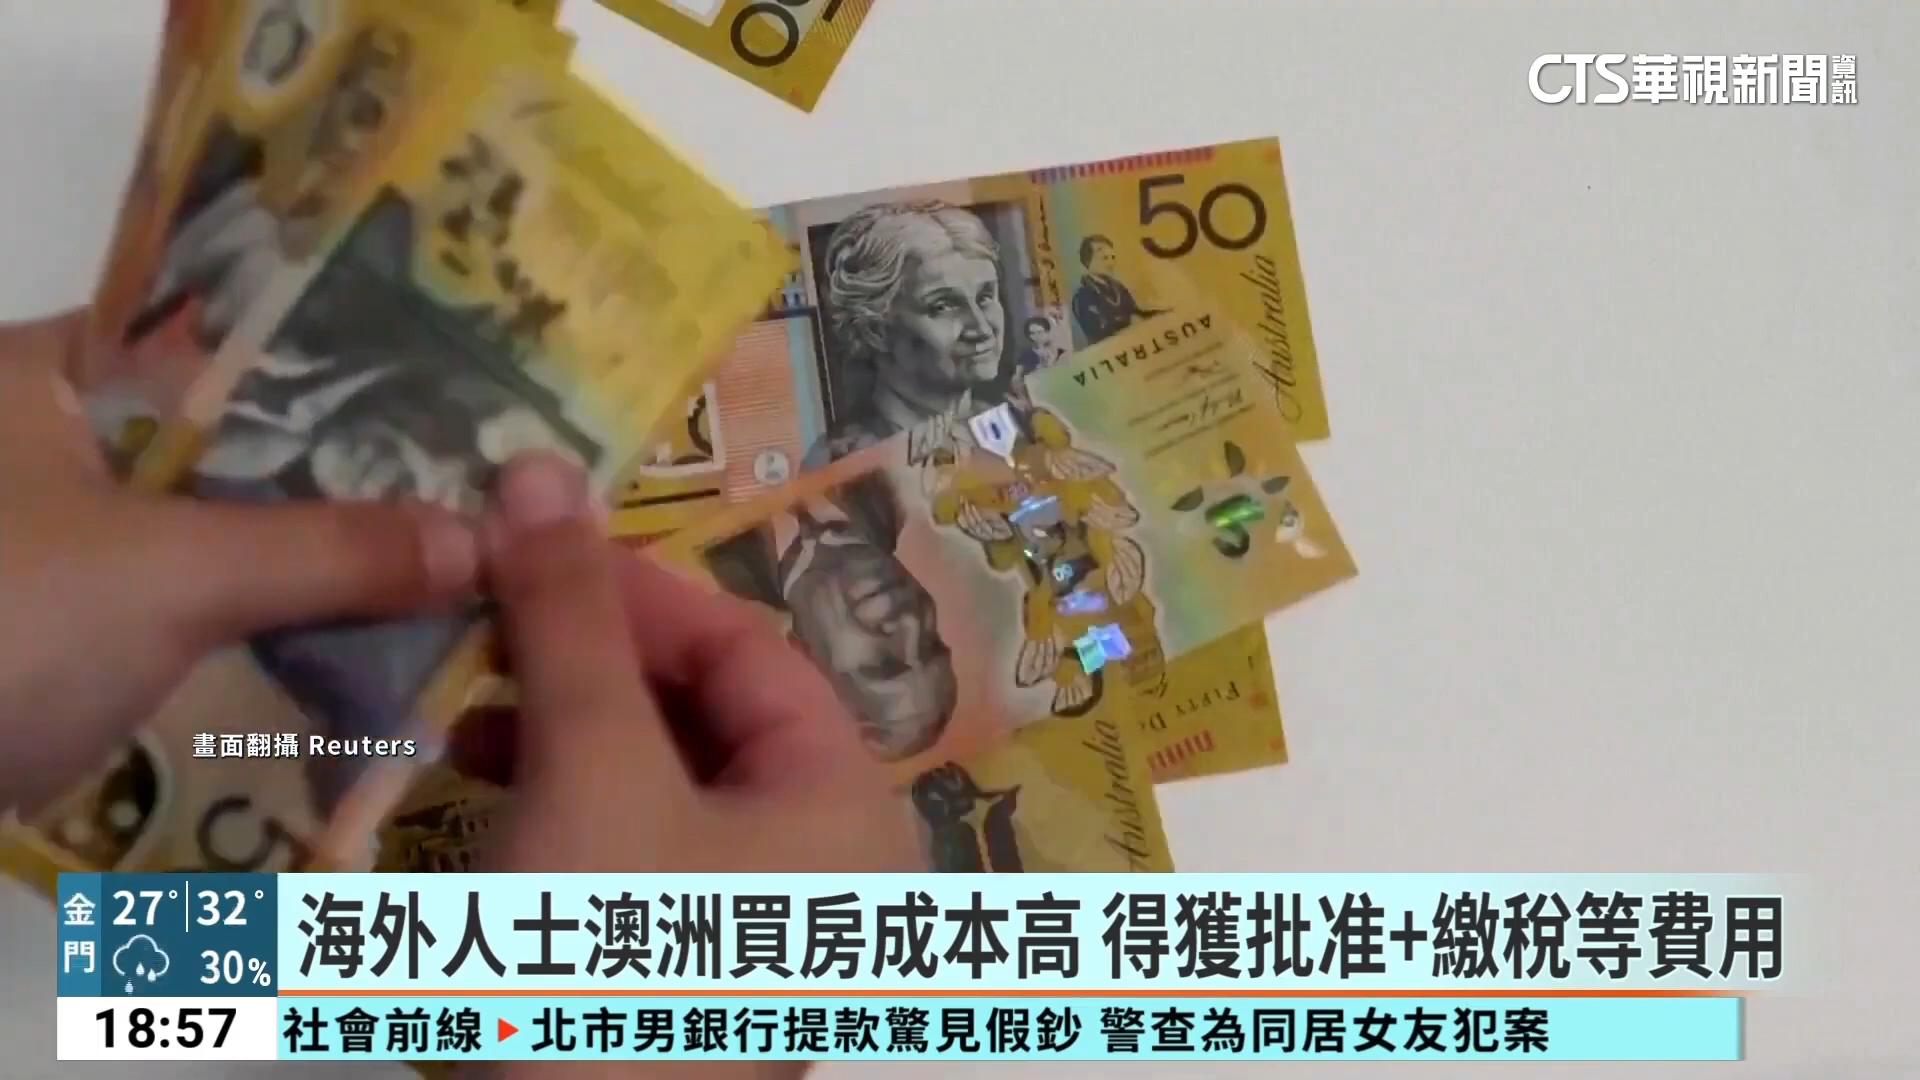 CTS華視新聞資訊
50
Australia
AUSTRALIA
FIFTY D
Australia
畫面翻攝 Reuters
金門 27° 32° 30%
海外人士澳洲買房成本高 得獲批准+繳稅等費用
18:57 社會前線▶北市男銀行提款驚見假鈔 警查為同居女友犯案